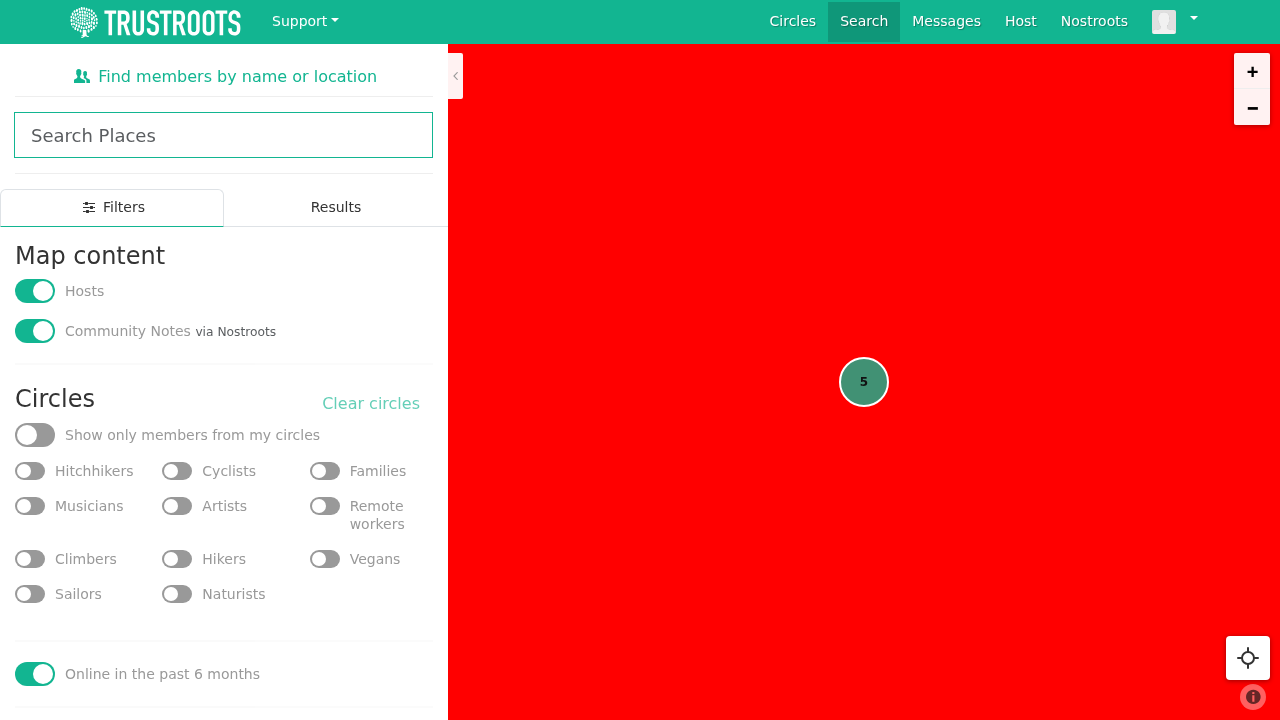 TRUSTROOTS Support Circles Search Messages Host Nostroots
Find members by name or location
Search Places
Filters Results
Map content
Hosts
Community Notes via Nostroots
Circles Clear circles
Show only members from my circles
Hitchhikers Cyclists Families
Musicians Artists Remote workers
Climbers Hikers Vegans
Sailors Naturists
Online in the past 6 months
+
−
5